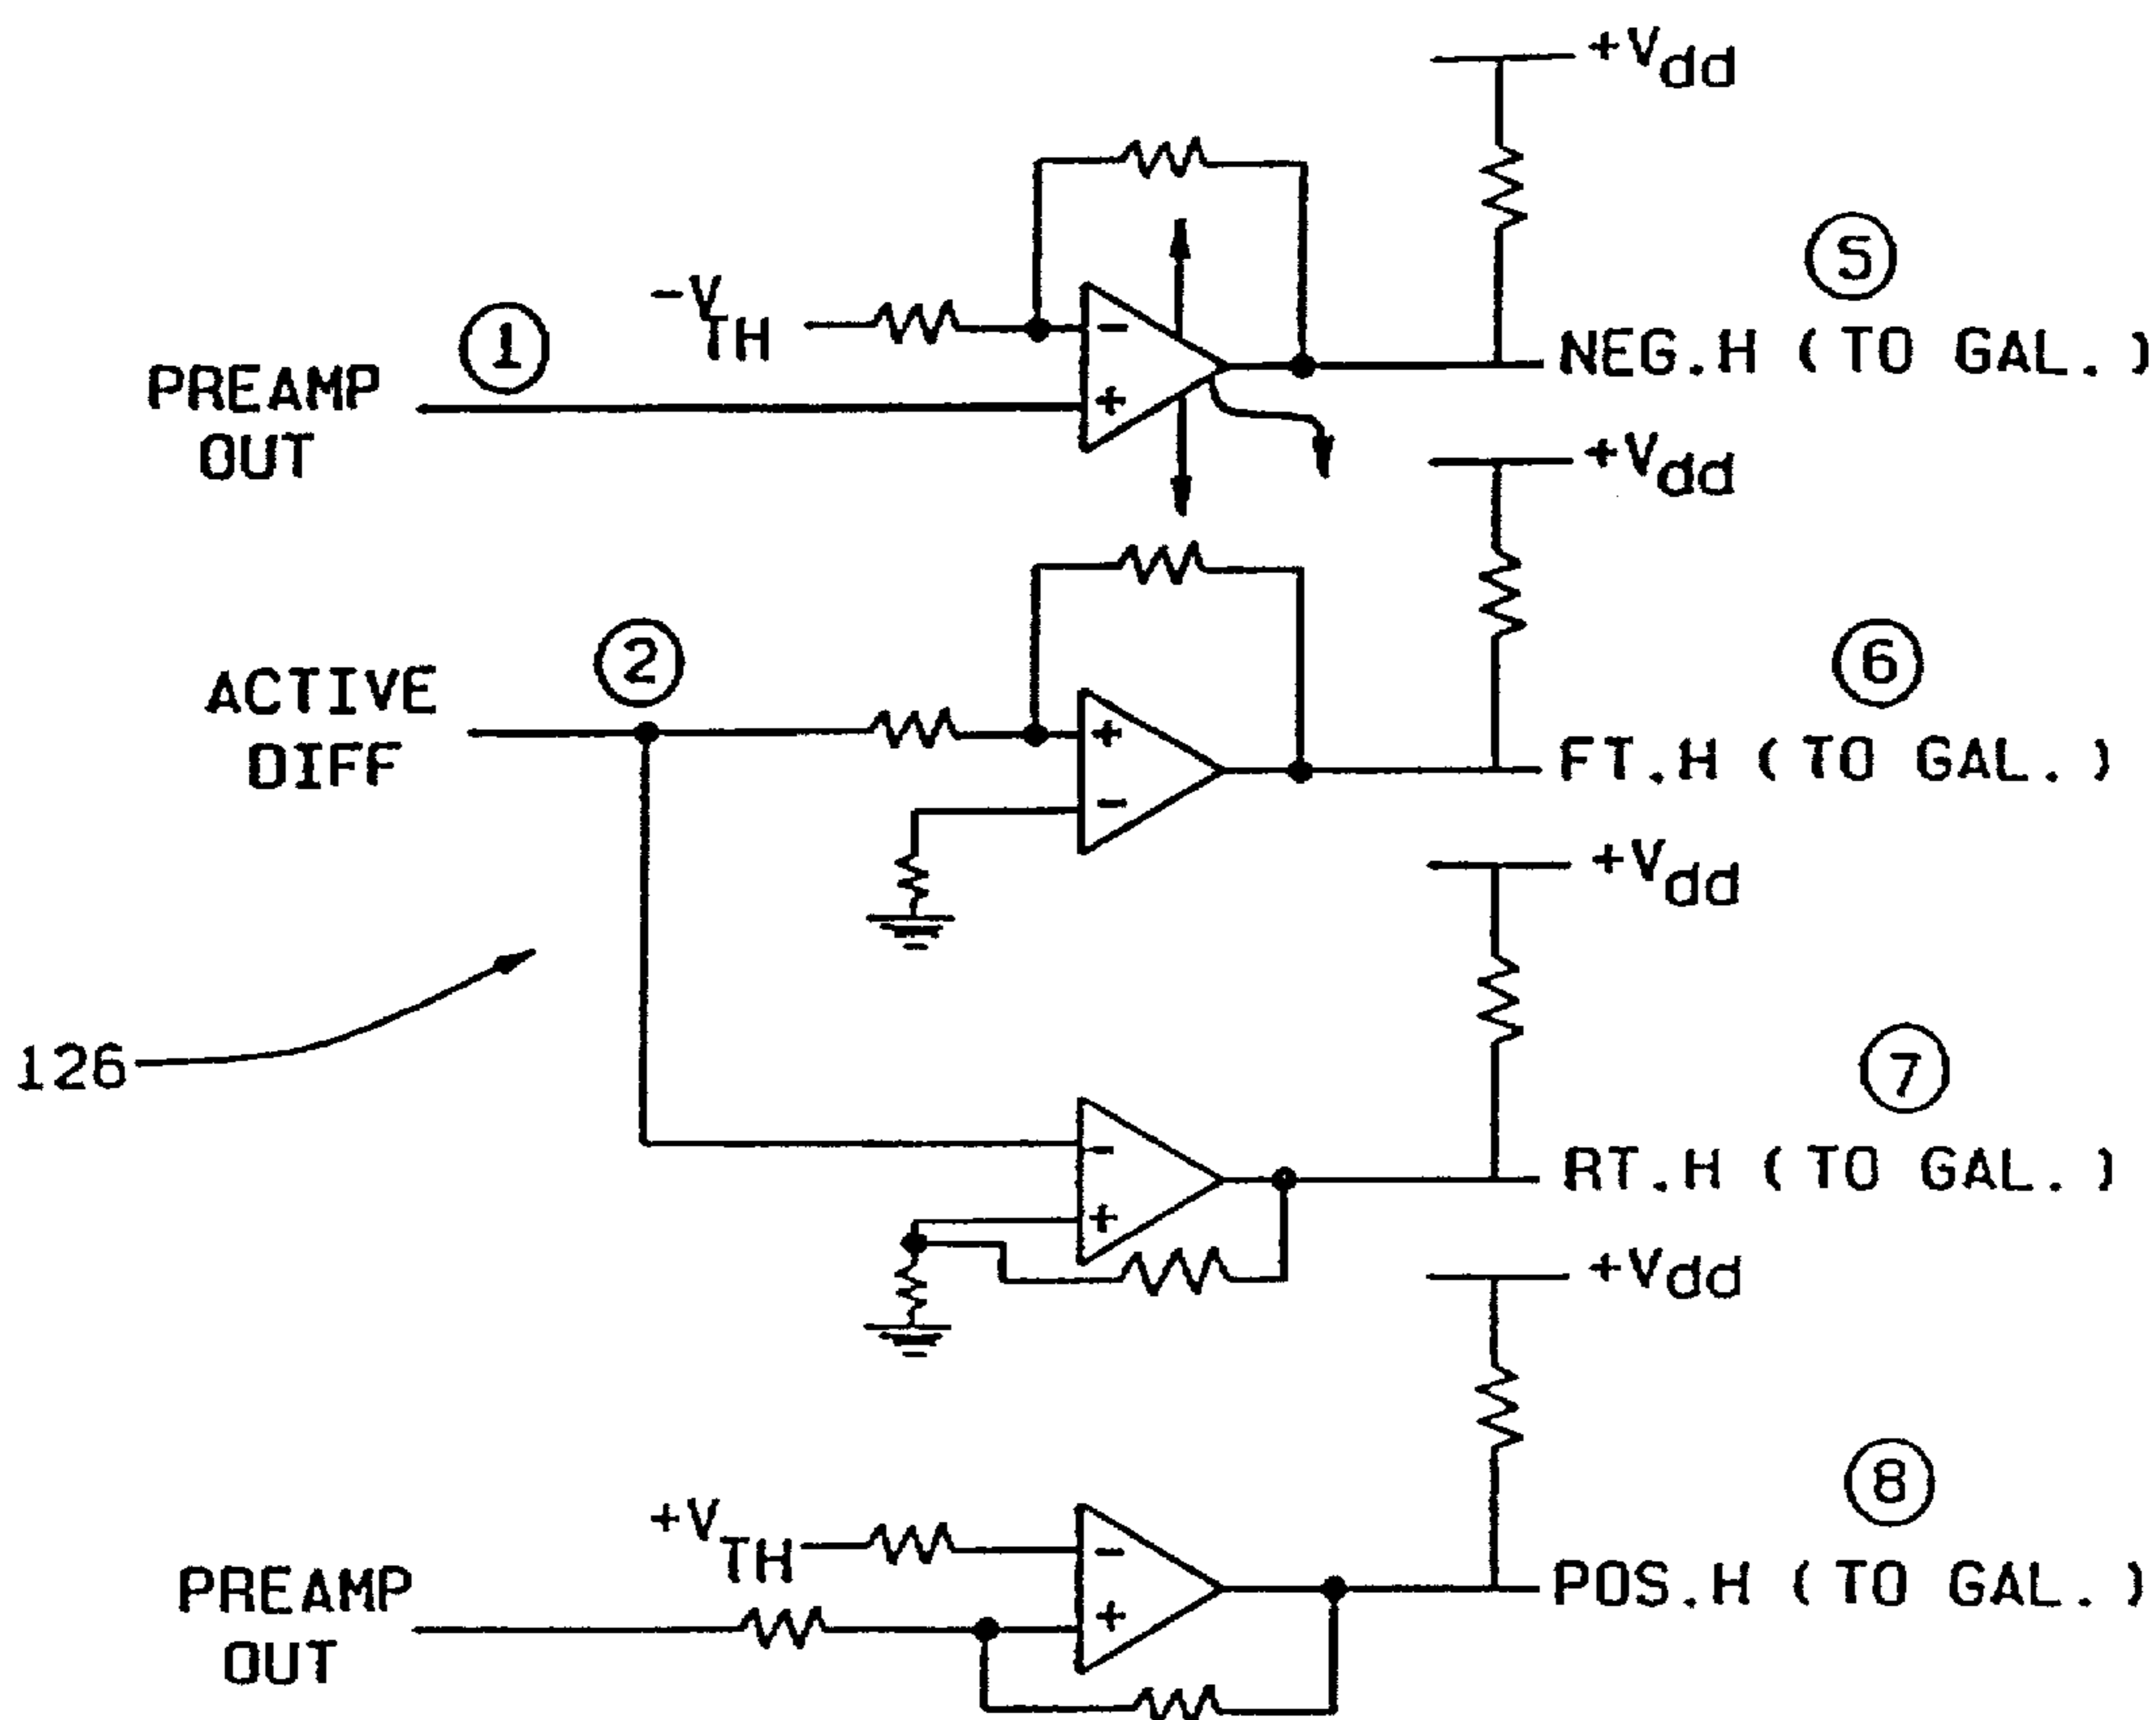 +Vdd
5
-VTH
1
NEG.H (TO GAL.)
PREAMP
OUT
-
+
+Vdd
2
6
ACTIVE
DIFF
+
-
FT.H (TO GAL.)
+Vdd
126
7
-
+
RT.H (TO GAL.)
+Vdd
8
+VTH
PREAMP
OUT
-
+
POS.H (TO GAL.)